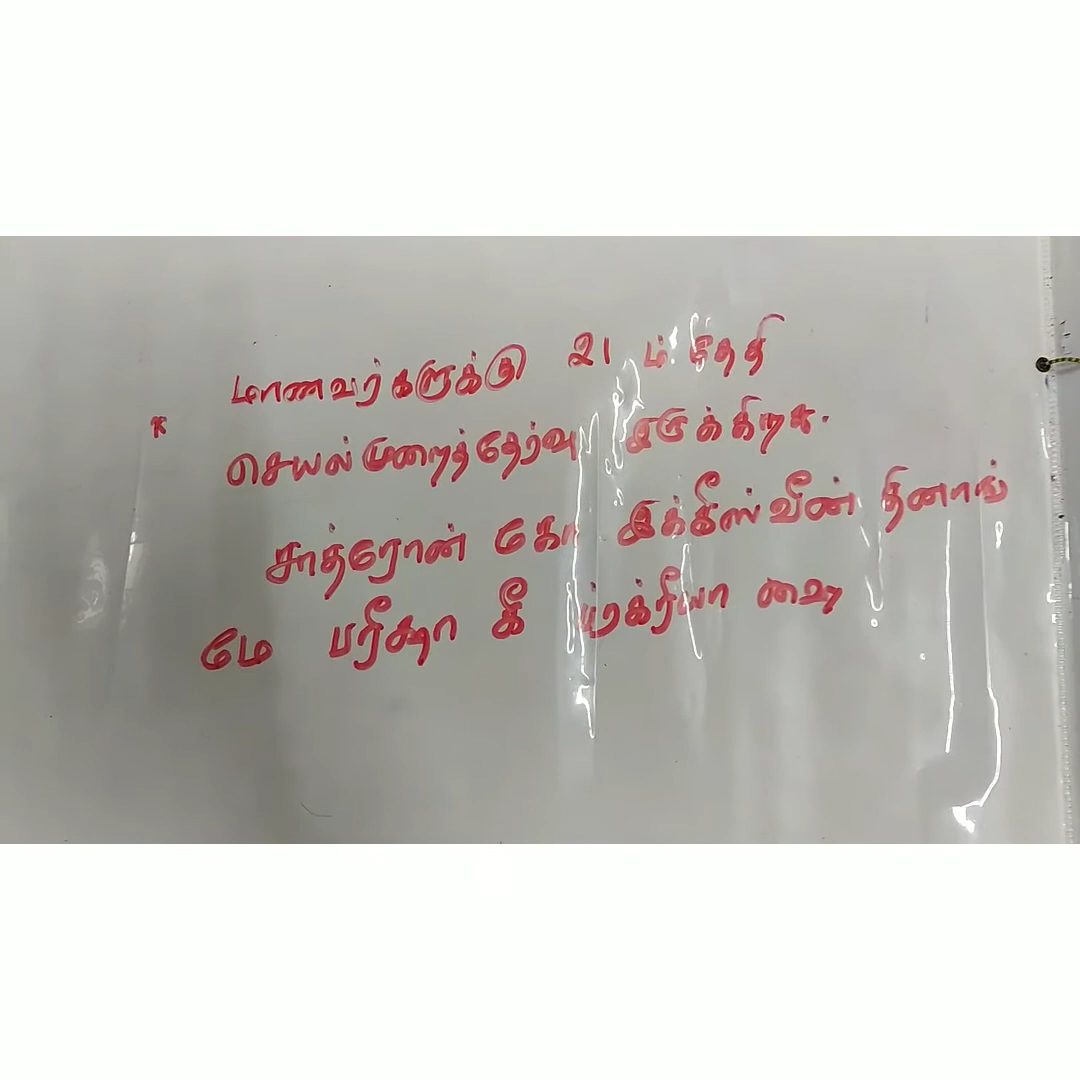 மாணவர்களுக்கு 21 ம் தேதி
* செயல்முறைத்தேர்வு இருக்கிறது.
சாத்ரோன் கோ இக்கீஸ்வீண் தினாங்
மே பரீக்ஷா கீ ப்ரக்ரீயா ஹை